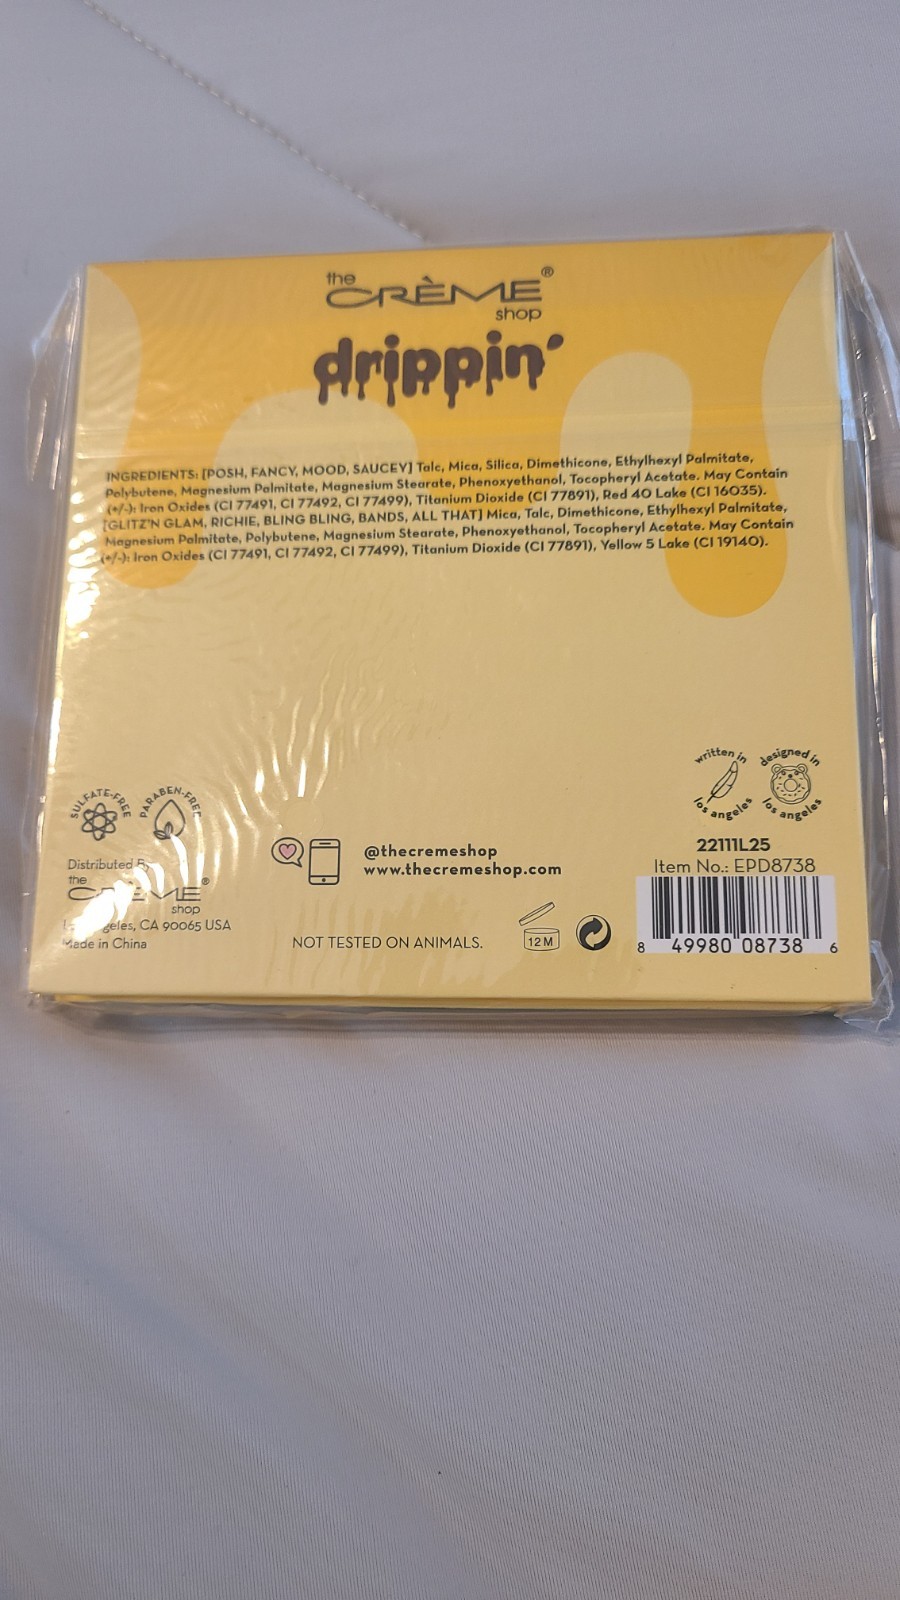 the
CRÈME®
shop
drippin'
INGREDIENTS: [POSH, FANCY, MOOD, SAUCEY] Talc, Mica, Silica, Dimethicone, Ethylhexyl Palmitate,
Polybutene, Magnesium Palmitate, Magnesium Stearate, Phenoxyethanol, Tocopheryl Acetate. May Contain
(+/-): Iron Oxides (CI 77491, CI 77492, CI 77499), Titanium Dioxide (CI 77891), Red 40 Lake (CI 16035).
[GLITZ'N GLAM, RICHIE, BLING BLING, BANDS, ALL THAT] Mica, Talc, Dimethicone, Ethylhexyl Palmitate,
Magnesium Palmitate, Polybutene, Magnesium Stearate, Phenoxyethanol, Tocopheryl Acetate. May Contain
(+/-): Iron Oxides (CI 77491, CI 77492, CI 77499), Titanium Dioxide (CI 77891), Yellow 5 Lake (CI 19140).
written in
los angeles
designed in
los angeles
SULFATE-FREE
PARABEN-FREE
Distributed
the
CRÈME®
shop
CA 90065 USA
Made in China
@thecremeshop
www.thecremeshop.com
NOT TESTED ON ANIMALS.
12 M
22111L25
Item No.: EPD8738
8 49980 08738 6